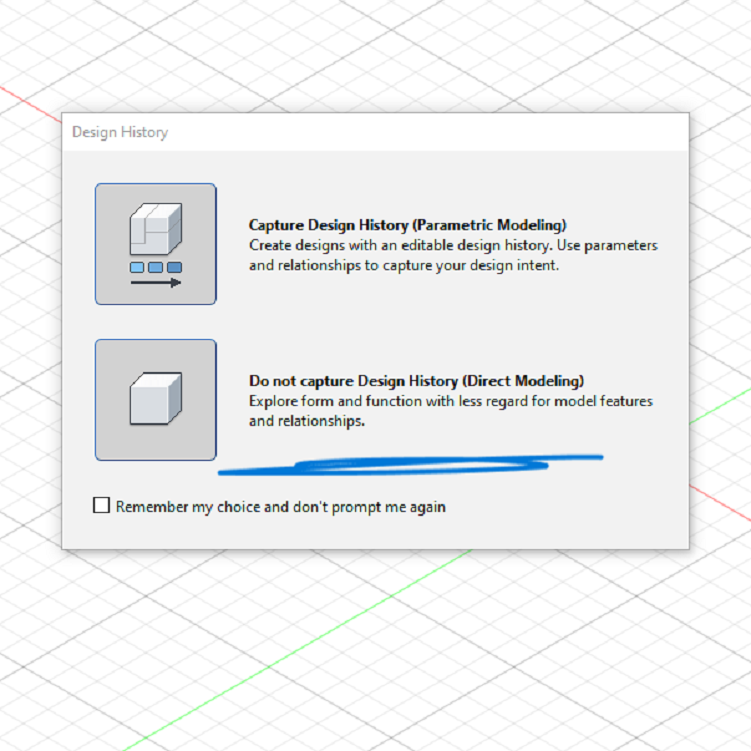 Design History
Capture Design History (Parametric Modeling)
Create designs with an editable design history. Use parameters
and relationships to capture your design intent.
Do not capture Design History (Direct Modeling)
Explore form and function with less regard for model features
and relationships.
Remember my choice and don't prompt me again